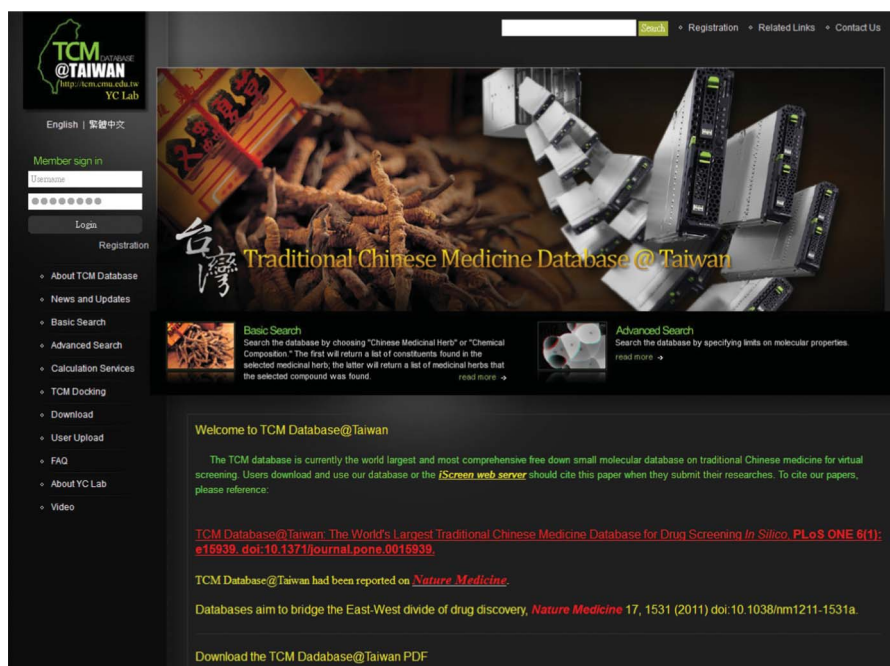 TCM DATABASE
@TAIWAN
http://tcm.cmu.edu.tw
YC Lab
Search
Registration
Related Links
Contact Us
English | 繁體中文
Member sign in
Username
Login
Registration
About TCM Database
News and Updates
Basic Search
Advanced Search
Calculation Services
TCM Docking
Download
User Upload
FAQ
About YC Lab
Video
台灣
Traditional Chinese Medicine Database @ Taiwan
Basic Search
Search the database by choosing "Chinese Medicinal Herb" or "Chemical
Composition." The first will return a list of constituents found in the
selected medicinal herb; the latter will return a list of medicinal herbs that
the selected compound was found.
read more →
Advanced Search
Search the database by specifying limits on molecular properties.
read more →
Welcome to TCM Database@Taiwan
The TCM database is currently the world largest and most comprehensive free down small molecular database on traditional Chinese medicine for virtual
screening. Users download and use our database or the iScreen web server should cite this paper when they submit their researches. To cite our papers,
please reference:
TCM Database@Taiwan: The World's Largest Traditional Chinese Medicine Database for Drug Screening In Silico. PLoS ONE 6(1):
e15939. doi:10.1371/journal.pone.0015939.
TCM Database@Taiwan had been reported on Nature Medicine.
Databases aim to bridge the East-West divide of drug discovery, Nature Medicine 17, 1531 (2011) doi:10.1038/nm1211-1531a.
Download the TCM Dadabase@Taiwan PDF